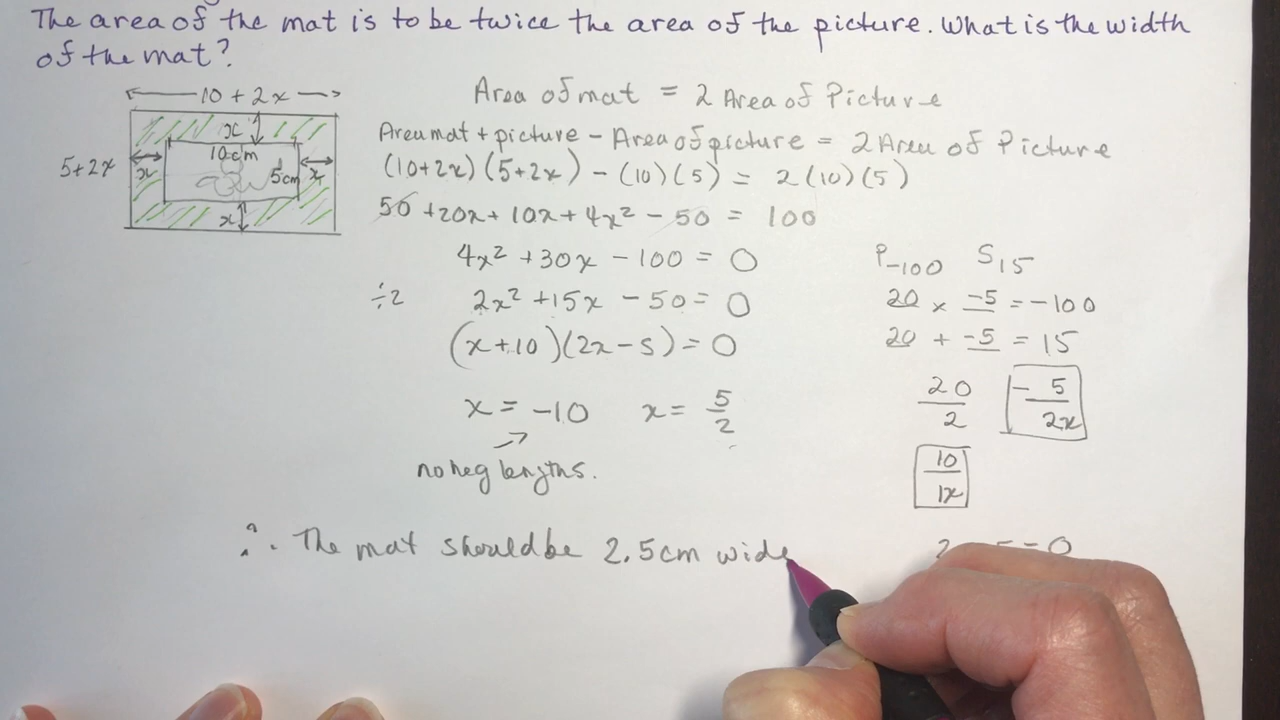 The area of the mat is to be twice the area of the picture. What is the width
of the mat?
10 + 2x
5+2x
x
10cm
x
5cm
x
x
Area of mat = 2 Area of Picture
Area mat + picture - Area of picture = 2 Area of Picture
(10+2x)(5+2x) - (10)(5) = 2(10)(5)
50 + 20x + 10x + 4x² - 50 = 100
4x² + 30x - 100 = 0
÷2 2x² + 15x - 50 = 0
(x+10)(2x-5) = 0
x = -10 x = 5/2
no neg lengths.
∴ The mat should be 2.5cm wide
P-100 S15
20 x -5 = -100
20 + -5 = 15
20/2 -5/2x
10/1x